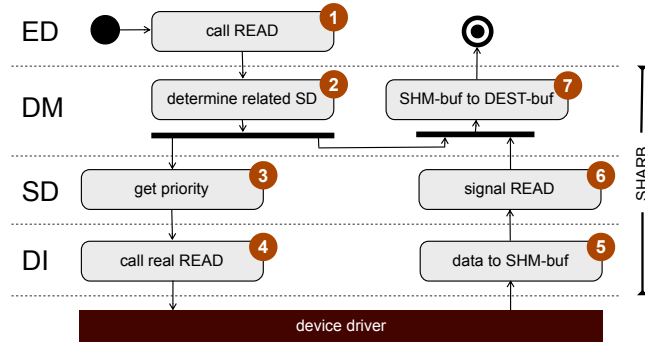 ED
call READ
1
DM
determine related SD
2
SHM-buf to DEST-buf
7
SD
get priority
3
signal READ
6
DI
call real READ
4
data to SHM-buf
5
SHARB
device driver